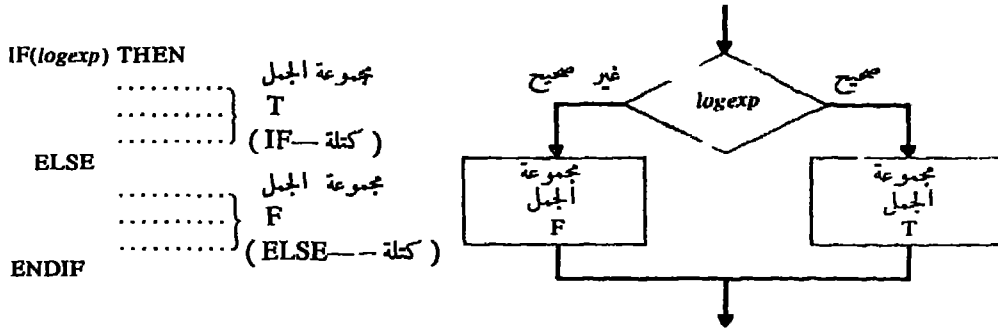 IF(logexp) THEN
مجموعة الجمل
T
( كتلة —IF )
ELSE
مجموعة الجمل
F
( كتلة ——ELSE )
ENDIF
غير صحيح
logexp
صحيح
مجموعة
الجمل
F
مجموعة
الجمل
T